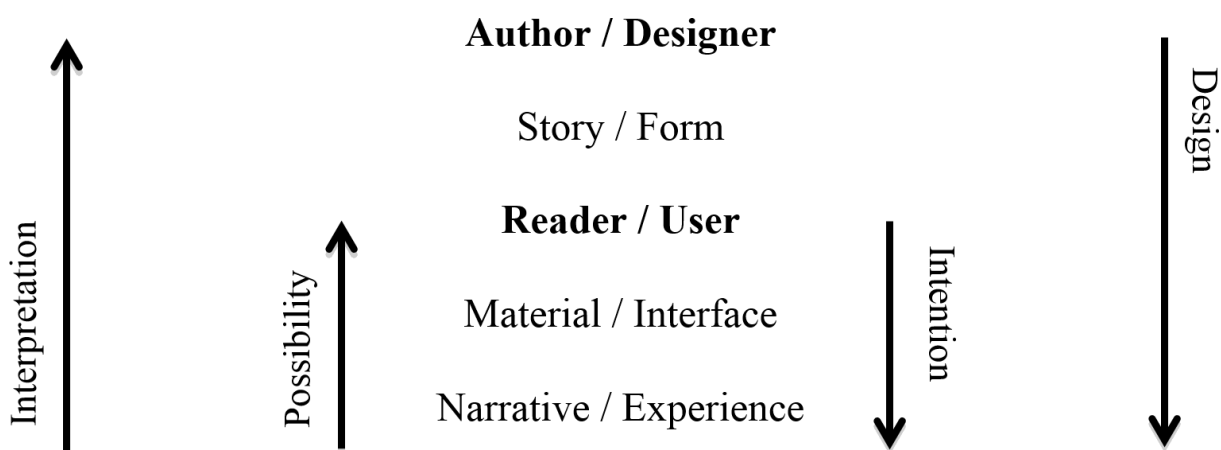 Author / Designer
Story / Form
Reader / User
Material / Interface
Narrative / Experience
Interpretation
Possibility
Intention
Design